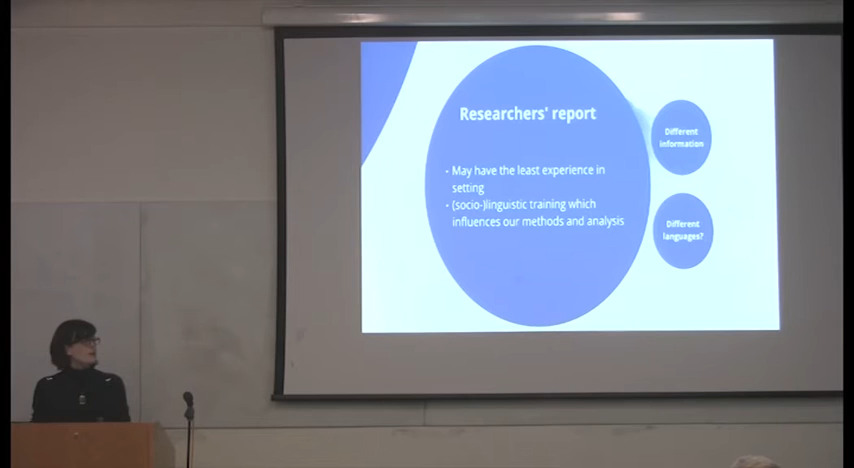 Researchers' report
• May have the least experience in
setting
• (socio-)linguistic training which
influences our methods and analysis
Different
information
Different
languages?